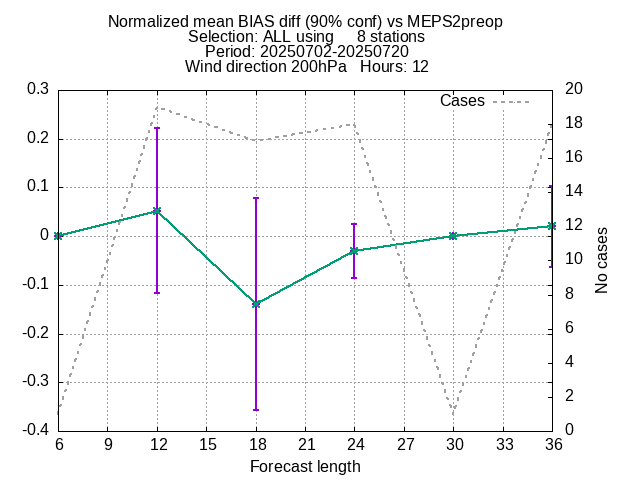 Normalized mean BIAS diff (90% conf) vs MEPS2preop
Selection: ALL using     8 stations
Period: 20250702-20250720
Wind direction 200hPa   Hours: 12
Cases
0.3
0.2
0.1
0
-0.1
-0.2
-0.3
-0.4
20
18
16
14
12
10
8
6
4
2
0
No cases
6 9 12 15 18 21 24 27 30 33 36
Forecast length